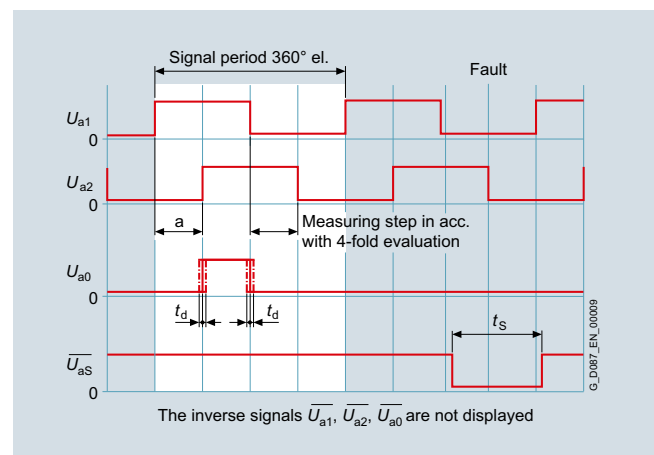 Signal period 360° el.
Fault
Ua1
0
Ua2
0
a
Measuring step in acc.
with 4-fold evaluation
Ua0
0
td
td
tS
UaS
0
G_D087_EN_00009
The inverse signals Ua1, Ua2, Ua0 are not displayed